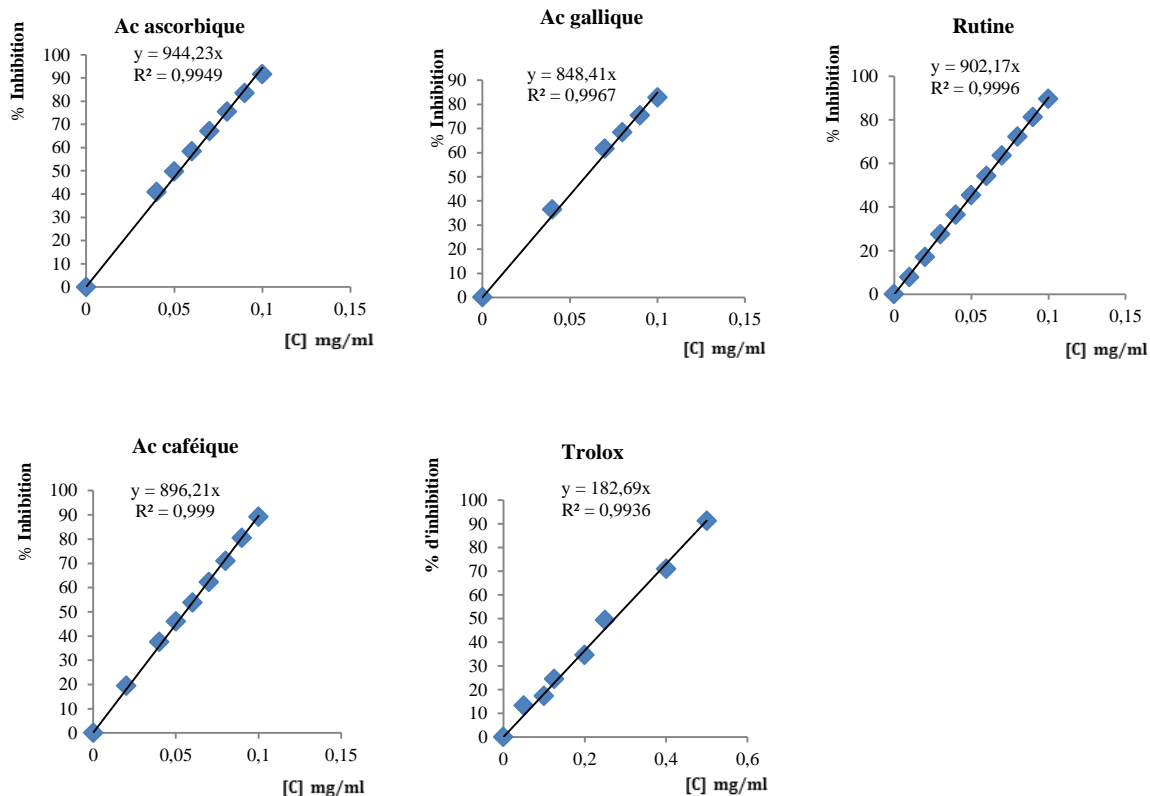 Ac ascorbique
y = 944,23x
R² = 0,9949
% Inhibition
100
90
80
70
60
50
40
30
20
10
0
0
0,05
0,1
0,15
[C] mg/ml
Ac gallique
y = 848,41x
R² = 0,9967
% Inhibition
90
80
70
60
50
40
30
20
10
0
0
0,05
0,1
0,15
[C] mg/ml
Rutine
y = 902,17x
R² = 0,9996
% Inhibition
100
80
60
40
20
0
0
0,05
0,1
0,15
[C] mg/ml
Ac caféique
y = 896,21x
R² = 0,999
% Inhibition
100
90
80
70
60
50
40
30
20
10
0
0
0,05
0,1
0,15
[C] mg/ml
Trolox
y = 182,69x
R² = 0,9936
% d'inhibition
100
90
80
70
60
50
40
30
20
10
0
0
0,2
0,4
0,6
[C] mg/ml